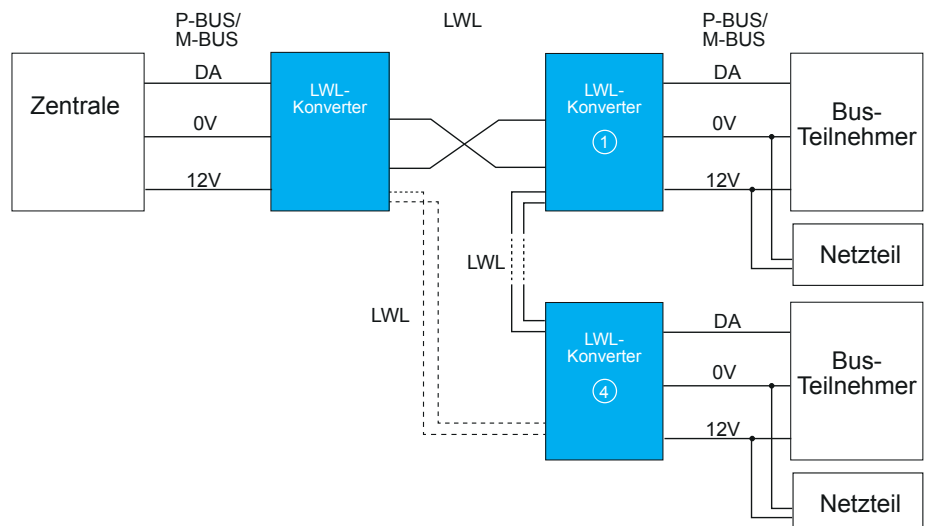 P-BUS/
M-BUS
LWL
P-BUS/
M-BUS
Zentrale
DA
0V
12V
LWL-
Konverter
LWL-
Konverter
1
DA
0V
12V
Bus-
Teilnehmer
Netzteil
LWL
LWL
LWL-
Konverter
4
DA
0V
12V
Bus-
Teilnehmer
Netzteil